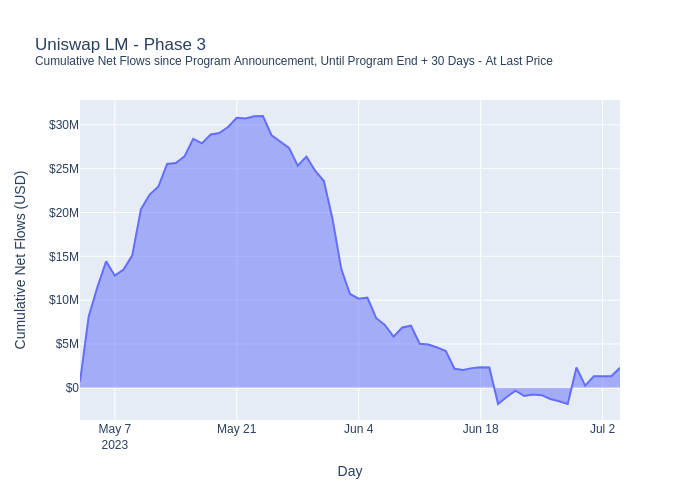 Uniswap LM - Phase 3
Cumulative Net Flows since Program Announcement, Until Program End + 30 Days - At Last Price
Cumulative Net Flows (USD)
$30M
$25M
$20M
$15M
$10M
$5M
$0
May 7
2023
May 21
Jun 4
Jun 18
Jul 2
Day